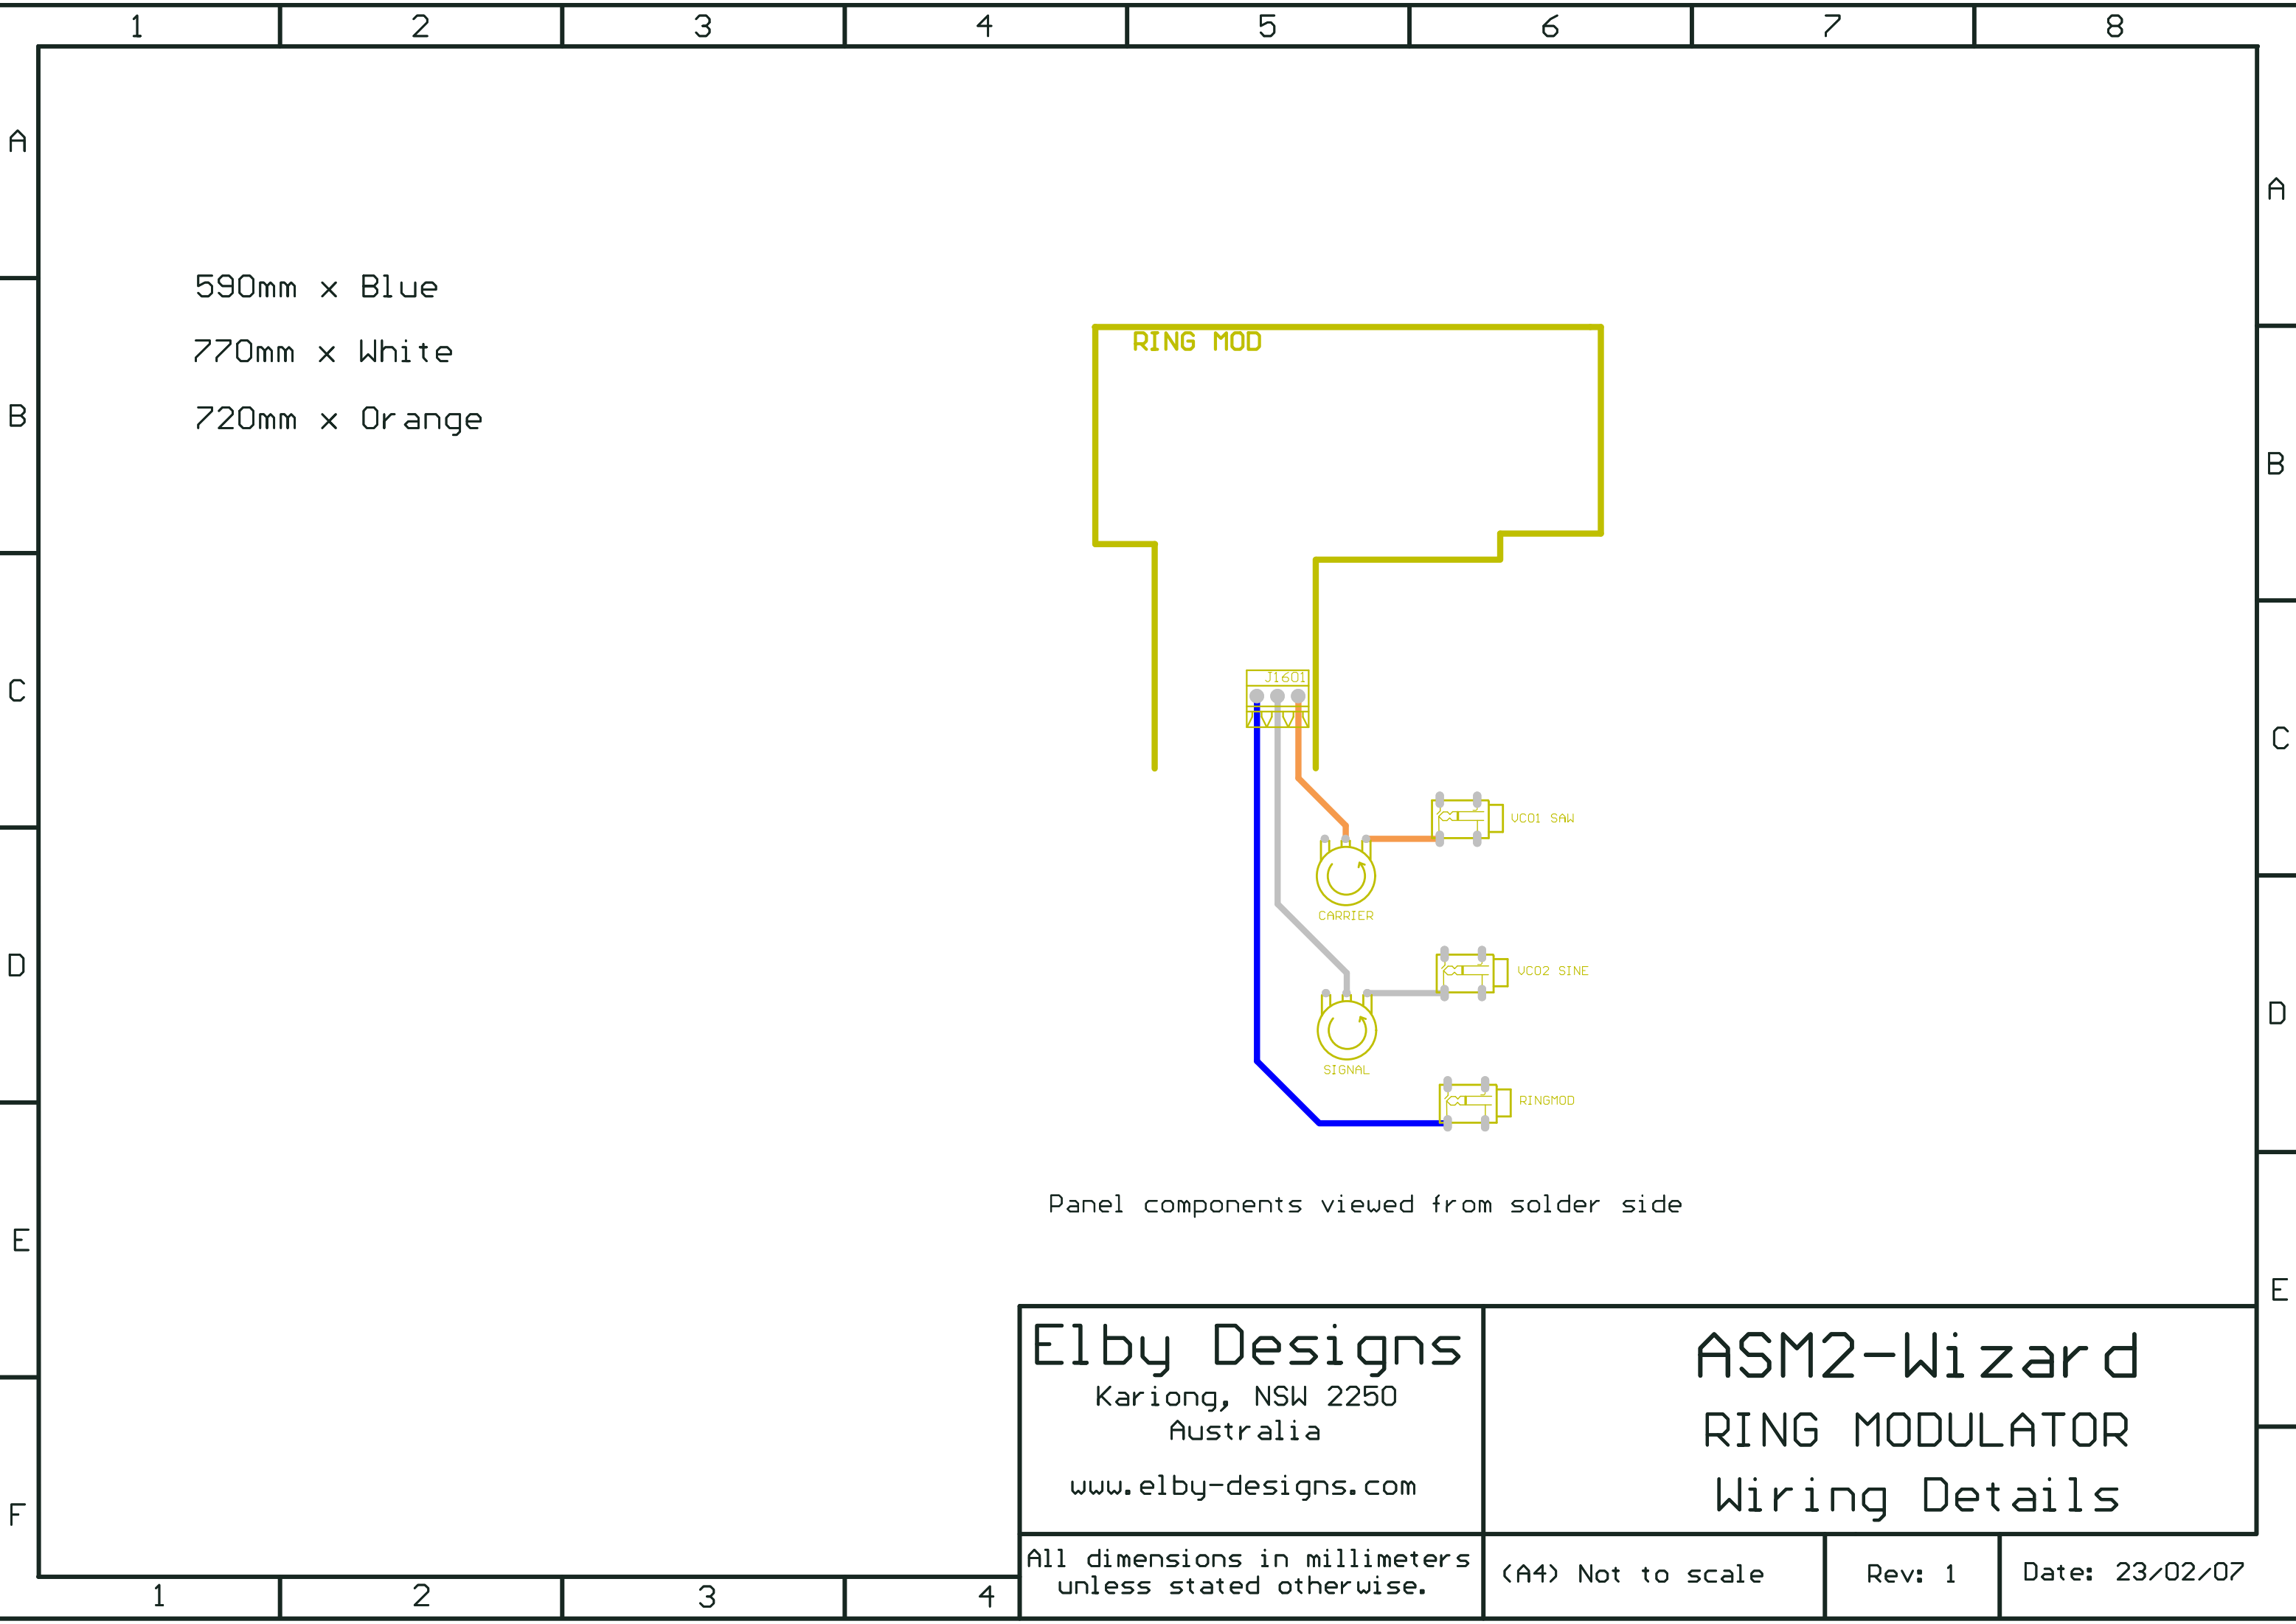 1 2 3 4 5 6 7 8
A
A
590mm x Blue
770mm x White
720mm x Orange
RING MOD
B
B
C
J1601
C
VCO1 SAW
CARRIER
D
VCO2 SINE
D
SIGNAL
RINGMOD
Panel components viewed from solder side
E
E
Elby Designs
Kariong, NSW 2250
Australia
www.elby-designs.com
ASM2-Wizard
RING MODULATOR
Wiring Details
F
All dimensions in millimeters
unless stated otherwise.
(A4) Not to scale
Rev: 1
Date: 23/02/07
1 2 3 4